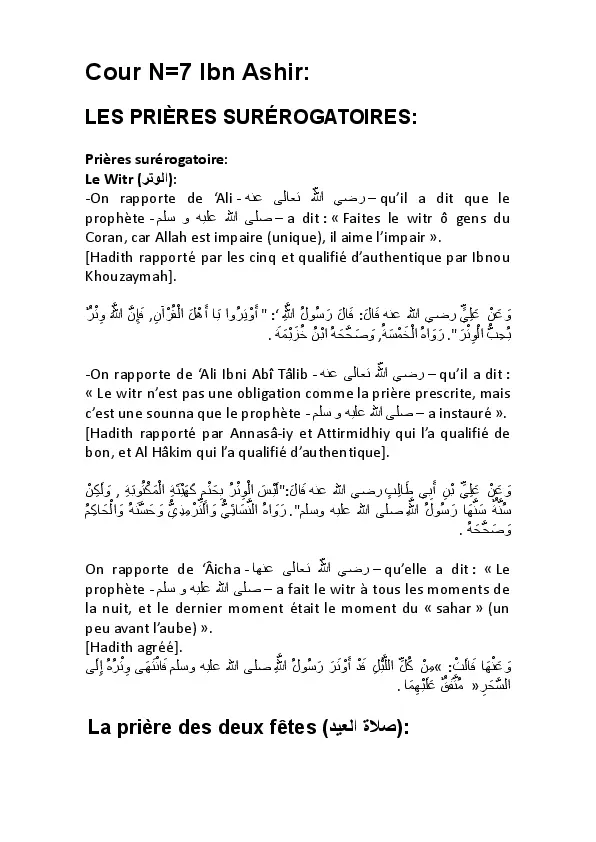 Cour N=7 Ibn Ashir:
LES PRIÈRES SURÉROGATOIRES:
Prières surérogatoire:
Le Witr (الوتر):
-On rapporte de ‘Ali - رضي الله تعالى عنه – qu’il a dit que le
prophète - صلى الله عليه و سلم – a dit : « Faites le witr ô gens du
Coran, car Allah est impaire (unique), il aime l’impair ».
[Hadith rapporté par les cinq et qualifié d’authentique par Ibnou
Khouzaymah].
وَعَنْ عَلِيٍّ رضي الله عنه قَالَ: قَالَ رَسُولُ اللَّهِ ‘: " أَوْتِرُوا يَا أَهْلَ الْقُرْآنِ, فَإِنَّ اللَّهَ وِتْرٌ
يُحِبُّ الْوِتْرَ ". رَوَاهُ الْخَمْسَةُ, وَصَحَّحَهُ ابْنُ خُزَيْمَةَ .
-On rapporte de ‘Ali Ibni Abî Tâlib - رضي الله تعالى عنه – qu’il a dit :
« Le witr n’est pas une obligation comme la prière prescrite, mais
c’est une sounna que le prophète - صلى الله عليه و سلم – a instauré ».
[Hadith rapporté par Annasâ-iy et Attirmidhiy qui l’a qualifié de
bon, et Al Hâkim qui l’a qualifié d’authentique].
وَعَنْ عَلِيِّ بْنِ أَبِي طَالِبٍ رضي الله عنه قَالَ:"لَيْسَ الْوِتْرُ بِحَتْمٍ كَهَيْئَةِ الْمَكْتُوبَةِ , وَلَكِنْ
سُنَّةٌ سَنَّهَا رَسُولُ اللَّهِ صلى الله عليه وسلم". رَوَاهُ النَّسَائِيُّ وَالتِّرْمِذِيُّ وَحَسَّنَهُ وَالْحَاكِمُ
وَصَحَّحَهُ .
On rapporte de ‘Âicha - رضي الله تعالى عنها – qu’elle a dit : « Le
prophète - صلى الله عليه و سلم – a fait le witr à tous les moments de
la nuit, et le dernier moment était le moment du « sahar » (un
peu avant l’aube) ».
[Hadith agréé].
وَعَنْهَا قَالَتْ: »مِنْ كُلِّ اللَّيْلِ قَدْ أَوْتَرَ رَسُولُ اللَّهِ صلى الله عليه وسلم فَانْتَهَى وِتْرُهُ إِلَى
السَّحَرِ« مُتَّفَقٌ عَلَيْهِمَا .
La prière des deux fêtes (صلاة العيد):